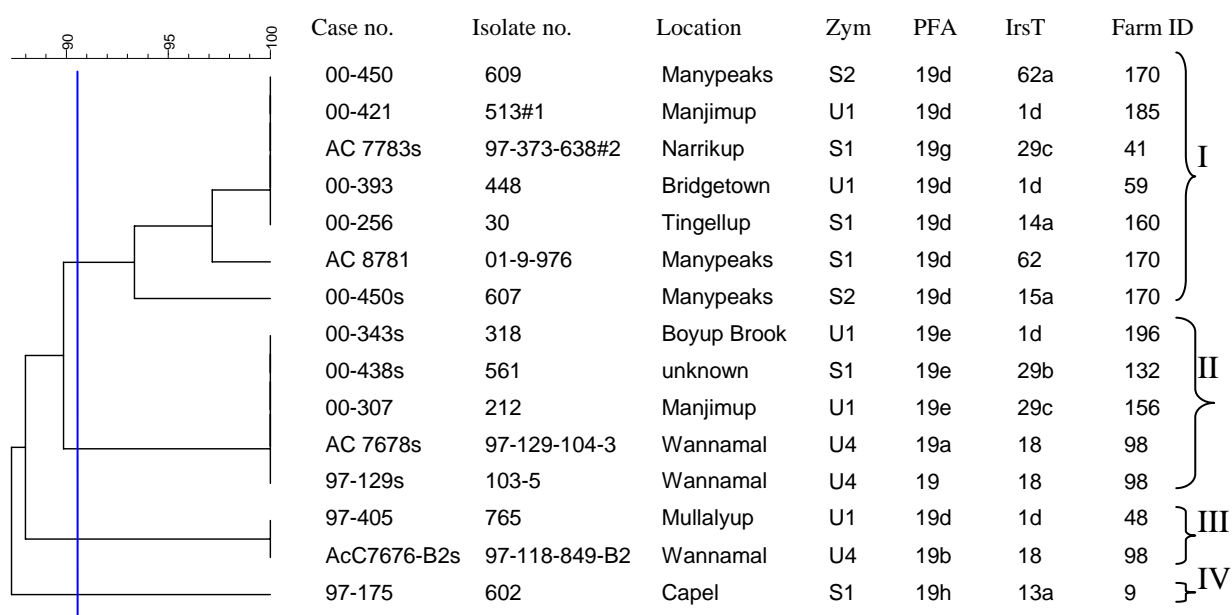 90 95 100
Case no. Isolate no. Location Zym PFA IrsT Farm ID
00-450 609 Manypeaks S2 19d 62a 170
00-421 513#1 Manjimup U1 19d 1d 185
AC 7783s 97-373-638#2 Narrikup S1 19g 29c 41
I
00-393 448 Bridgetown U1 19d 1d 59
00-256 30 Tingellup S1 19d 14a 160
AC 8781 01-9-976 Manypeaks S1 19d 62 170
00-450s 607 Manypeaks S2 19d 15a 170
00-343s 318 Boyup Brook U1 19e 1d 196
00-438s 561 unknown S1 19e 29b 132 II
00-307 212 Manjimup U1 19e 29c 156
AC 7678s 97-129-104-3 Wannamal U4 19a 18 98
97-129s 103-5 Wannamal U4 19 18 98
97-405 765 Mullalyup U1 19d 1d 48 III
AcC7676-B2s 97-118-849-B2 Wannamal U4 19b 18 98
97-175 602 Capel S1 19h 13a 9 IV